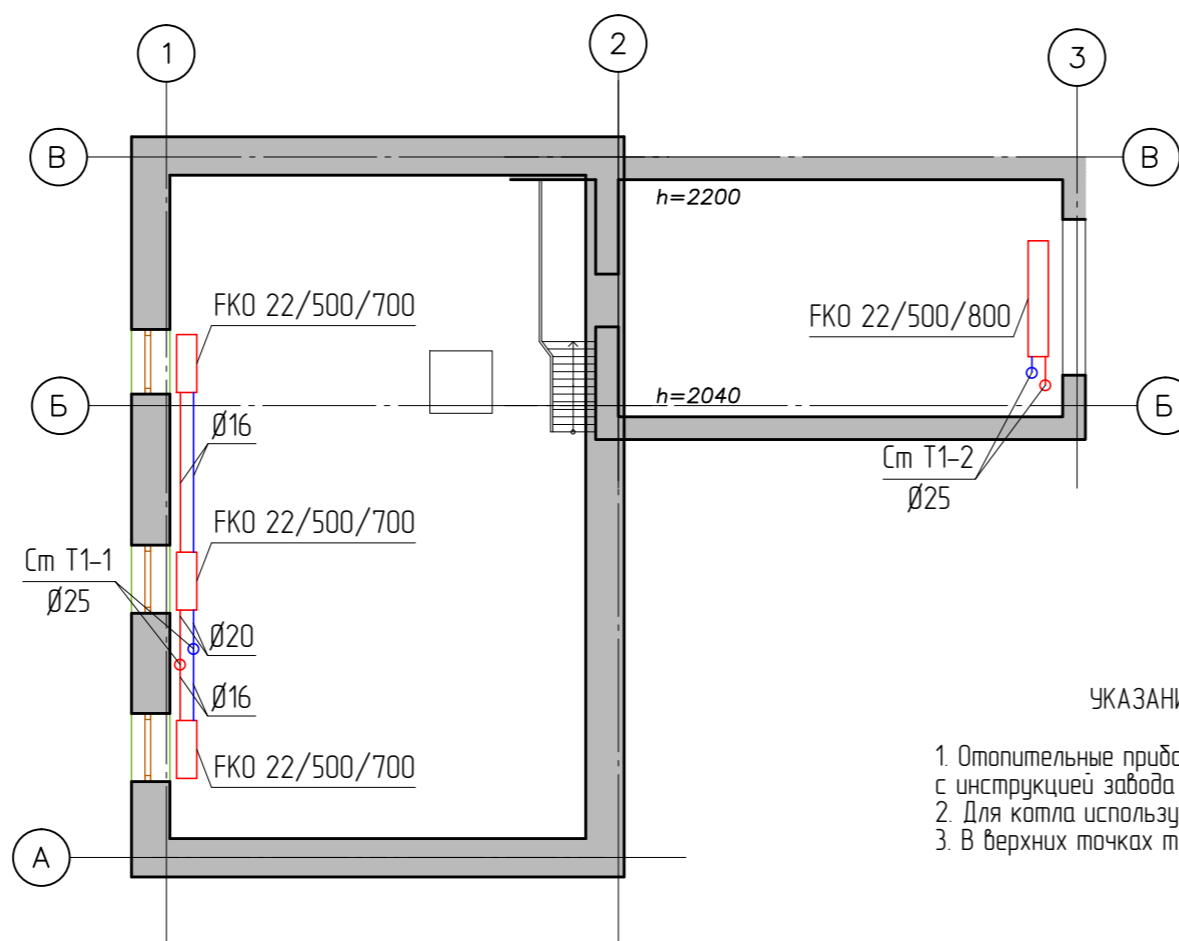 1
2
3
В
В
h=2200
FKO 22/500/700
FKO 22/500/800
Б
h=2040
Б
Ø16
Ст Т1-2
Ø25
FKO 22/500/700
Ст Т1-1
Ø25
Ø20
Ø16
FKO 22/500/700
УКАЗАНИ
1. Отопительные прибо
с инструкцией завода
2. Для котла использу
3. В верхних точках т
А